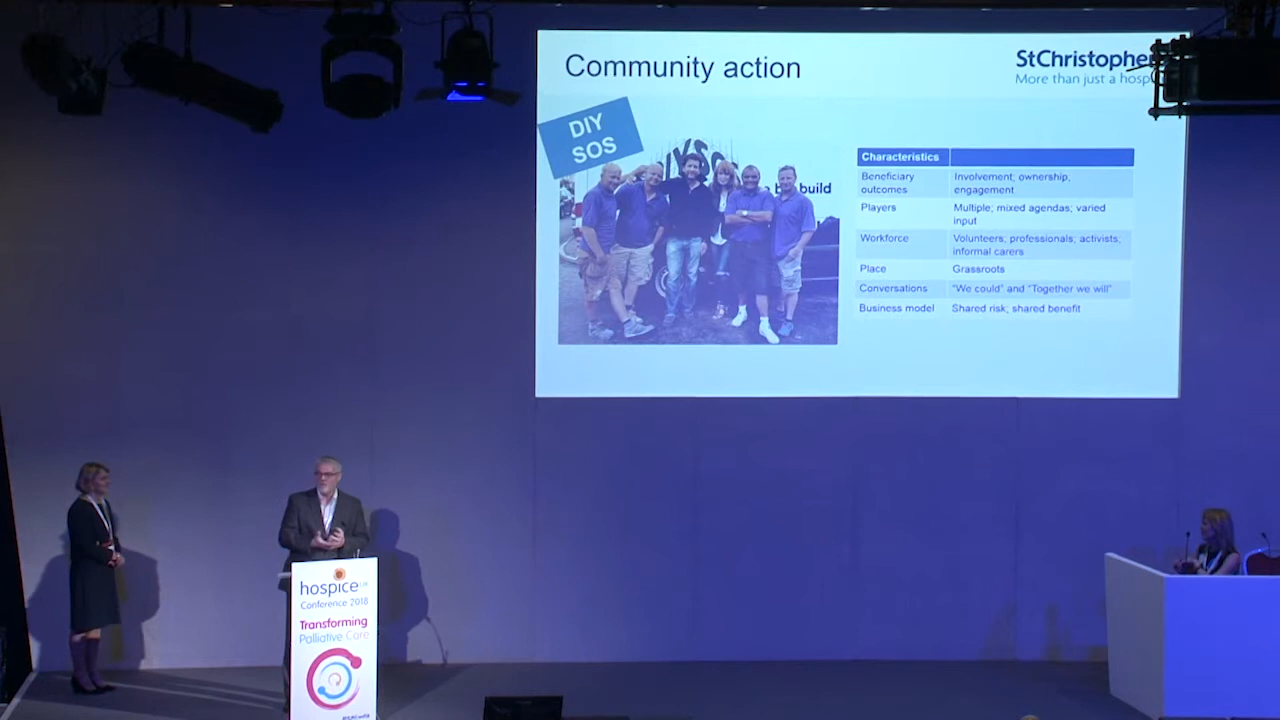 Community action
StChristopher
More than just a hosp
DIY
SOS
build
Characteristics
Beneficiary outcomes
Involvement; ownership, engagement
Players
Multiple; mixed agendas; varied input
Workforce
Volunteers; professionals; activists; informal carers
Place
Grassroots
Conversations
"We could" and "Together we will"
Business model
Shared risk; shared benefit
hospice UK
Conference 2018
Transforming
Palliative Care